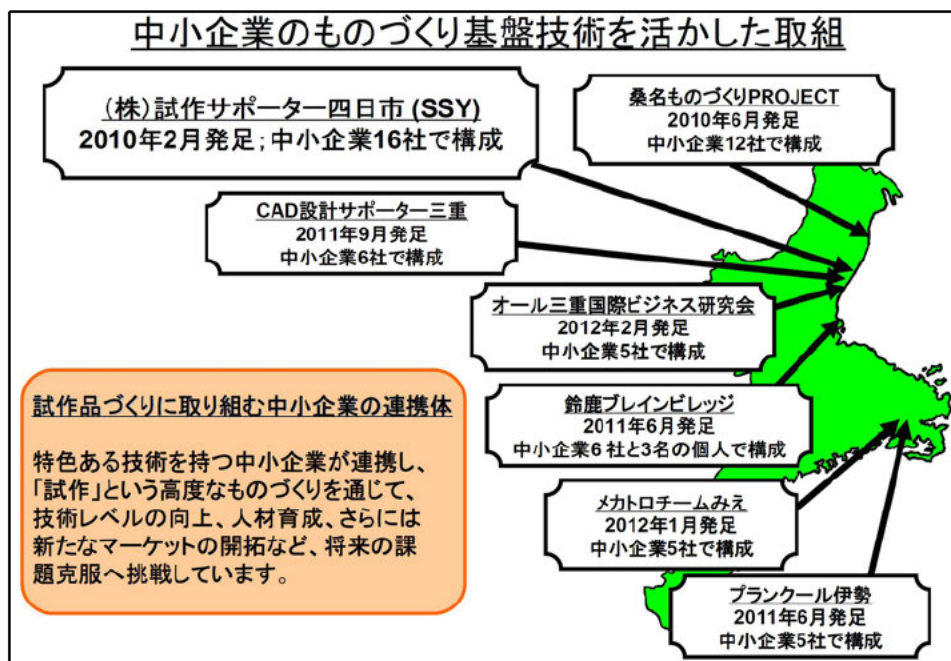 中小企業のものづくり基盤技術を活かした取組
(株)試作サポーター四日市(SSY)
2010年2月発足;中小企業16社で構成
桑名ものづくりPROJECT
2010年6月発足
中小企業12社で構成
CAD設計サポーター三重
2011年9月発足
中小企業6社で構成
オール三重国際ビジネス研究会
2012年2月発足
中小企業5社で構成
鈴鹿ブレインビレッジ
2011年6月発足
中小企業6社と3名の個人で構成
メカトロチームみえ
2012年1月発足
中小企業5社で構成
プランクール伊勢
2011年6月発足
中小企業5社で構成
試作品づくりに取り組む中小企業の連携体
特色ある技術を持つ中小企業が連携し、
「試作」という高度なものづくりを通じて、
技術レベルの向上、人材育成、さらには
新たなマーケットの開拓など、将来の課
題克服へ挑戦しています。